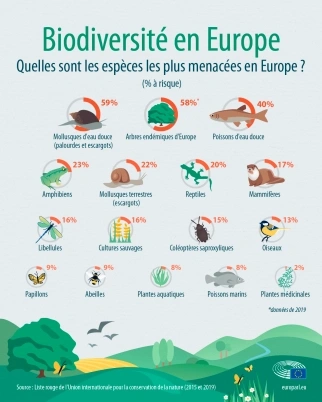 Biodiversité en Europe
Quelles sont les espèces les plus menacées en Europe ?
(% à risque)
59%
Mollusques d'eau douce
(palourdes et escargots)
58%*
Arbres endémiques d'Europe
40%
Poissons d'eau douce
23%
Amphibiens
22%
Mollusques terrestres
(escargots)
20%
Reptiles
17%
Mammifères
16%
Libellules
16%
Cultures sauvages
15%
Coléoptères saproxyliques
13%
Oiseaux
9%
Papillons
9%
Abeilles
8%
Plantes aquatiques
8%
Poissons marins
2%
Plantes médicinales
*données de 2019
Source : Liste rouge de l'Union internationale pour la conservation de la nature (2015 et 2019)
europarl.eu